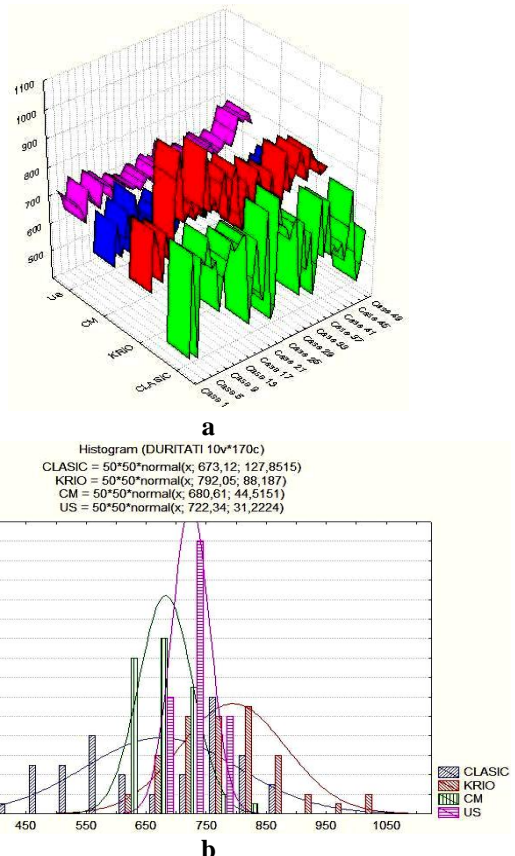 1100
1000
900
800
700
600
500
US
CM
KRIO
CLASIC
Case 1
Case 5
Case 9
Case 13
Case 17
Case 21
Case 25
Case 29
Case 33
Case 37
Case 41
Case 45
Case 49
a
Histogram (DURITATI 10v*170c)
CLASIC = 50*50*normal(x; 673,12; 127,8515)
KRIO = 50*50*normal(x; 792,05; 88,187)
CM = 50*50*normal(x; 680,61; 44,5151)
US = 50*50*normal(x; 722,34; 31,2224)
450 550 650 750 850 950 1050
CLASIC
KRIO
CM
US
b